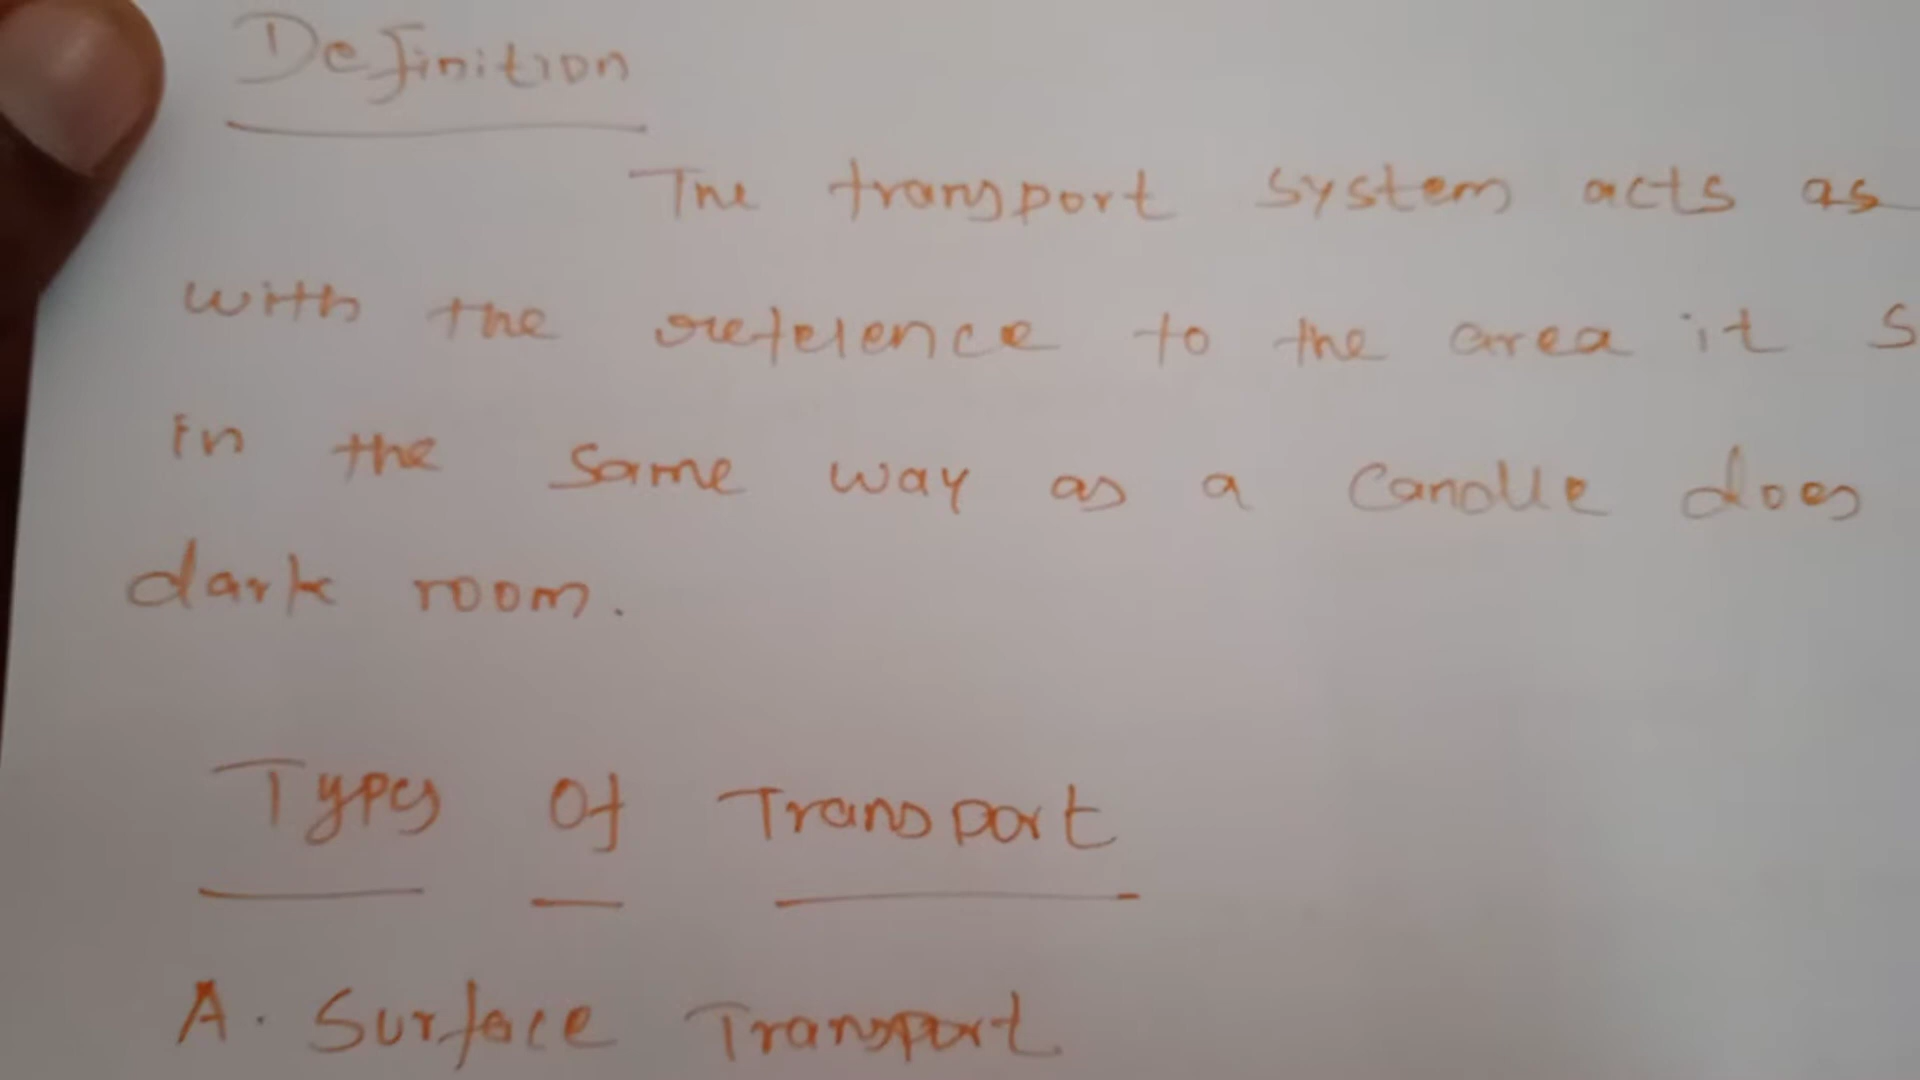 Definition
The transport system acts as
with the reference to the area it s
in the same way as a candle does
dark room.
Types Of Transport
A. Surface Transport